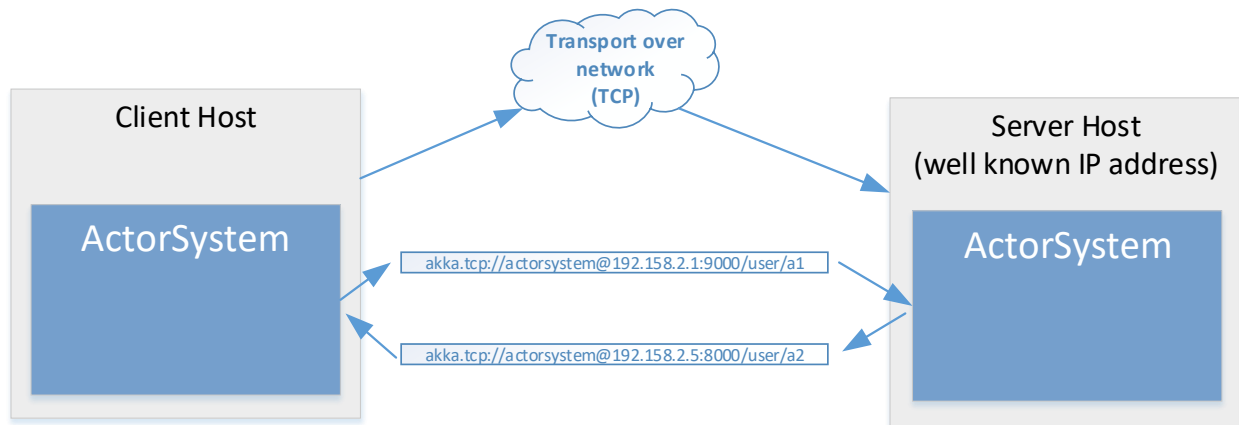 Transport over
network
(TCP)
Client Host
ActorSystem
Server Host
(well known IP address)
ActorSystem
akka.tcp://actorsystem@192.158.2.1:9000/user/a1
akka.tcp://actorsystem@192.158.2.5:8000/user/a2